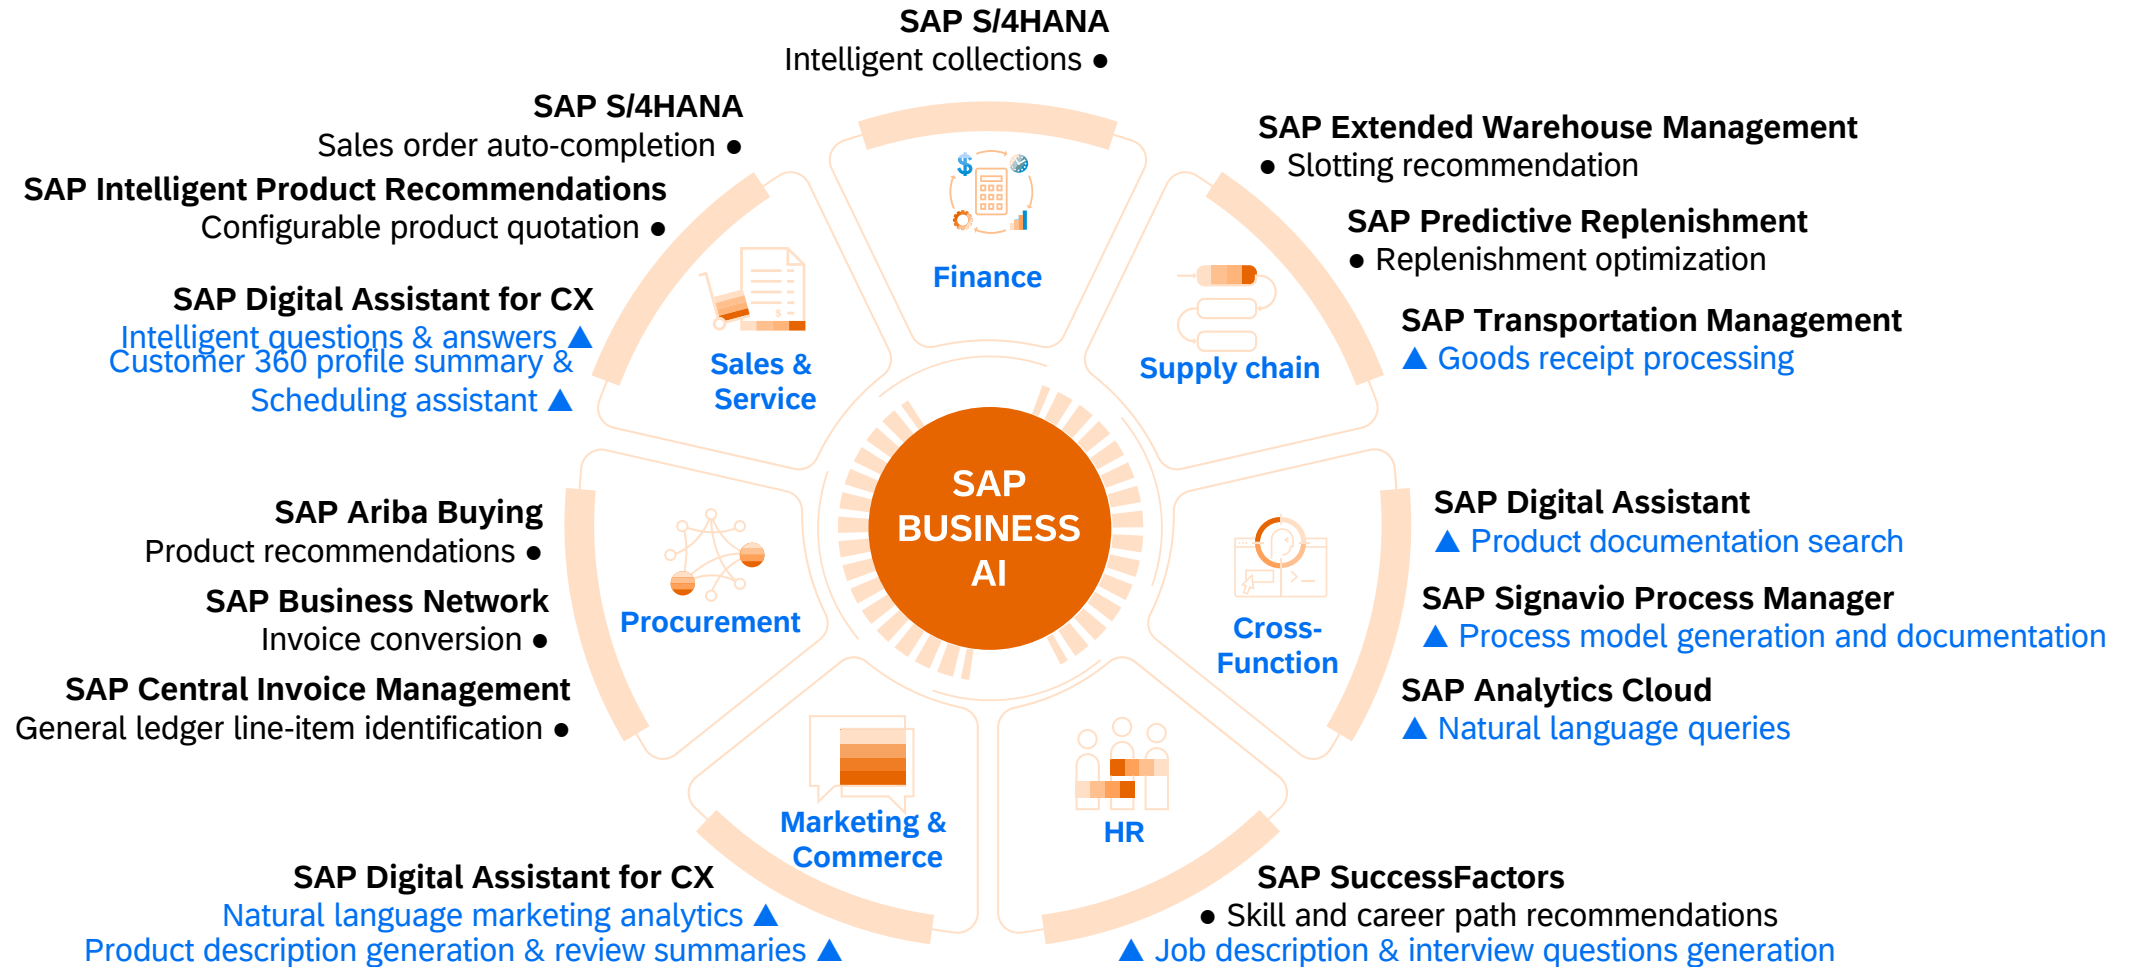 SAP S/4HANA
Intelligent collections ●
SAP S/4HANA
Sales order auto-completion ●
SAP Intelligent Product Recommendations
Configurable product quotation ●
SAP Digital Assistant for CX
Intelligent questions & answers ▲
Customer 360 profile summary &
Scheduling assistant ▲
SAP Ariba Buying
Product recommendations ●
SAP Business Network
Invoice conversion ●
SAP Central Invoice Management
General ledger line-item identification ●
SAP Digital Assistant for CX
Natural language marketing analytics ▲
Product description generation & review summaries ▲
Finance
Sales &
Service
Supply chain
Procurement
SAP
BUSINESS
AI
Cross-
Function
Marketing &
Commerce
HR
SAP Extended Warehouse Management
● Slotting recommendation
SAP Predictive Replenishment
● Replenishment optimization
SAP Transportation Management
▲ Goods receipt processing
SAP Digital Assistant
▲ Product documentation search
SAP Signavio Process Manager
▲ Process model generation and documentation
SAP Analytics Cloud
▲ Natural language queries
SAP SuccessFactors
● Skill and career path recommendations
▲ Job description & interview questions generation